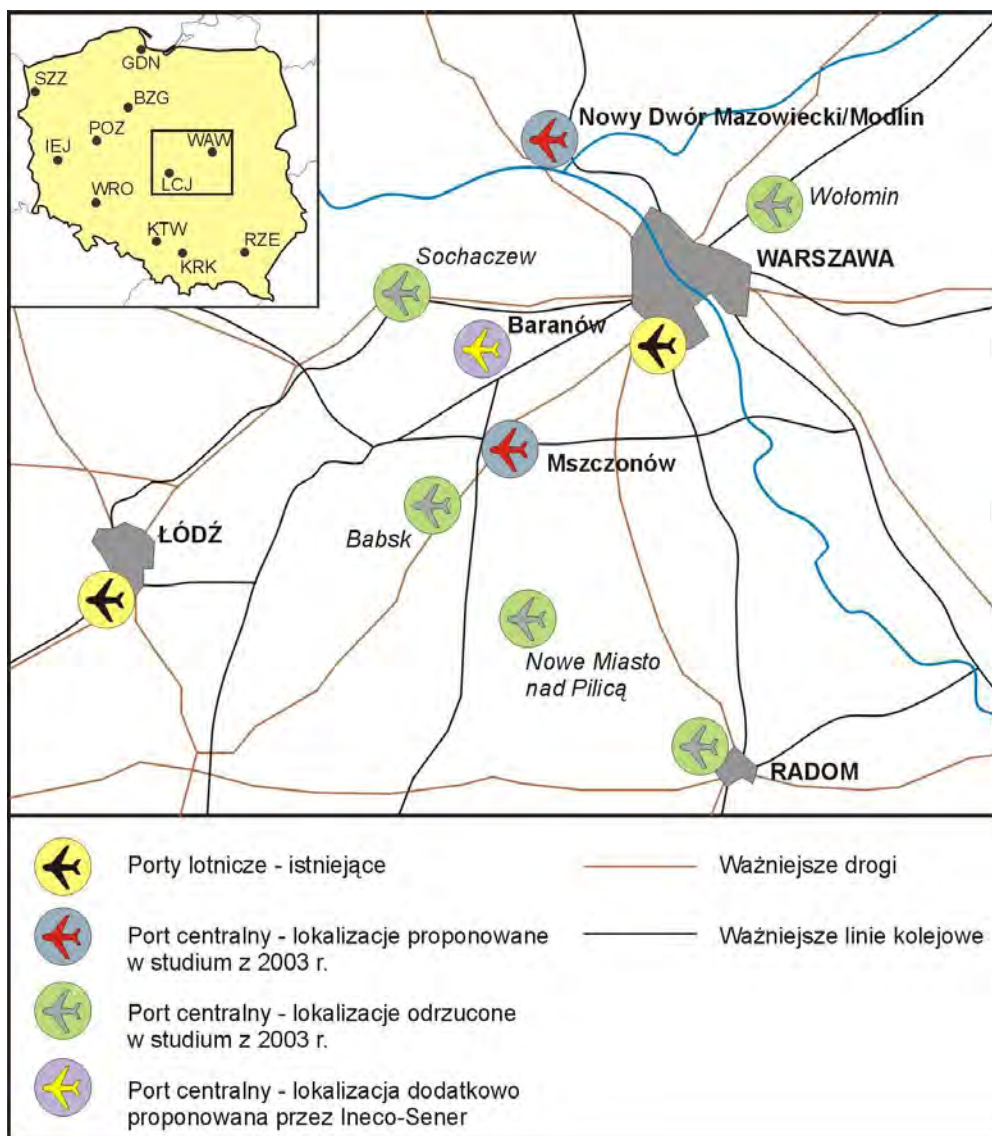 GDN
SZZ
BZG
POZ
WAW
IEJ
LCJ
WRO
KTW
RZE
KRK
Nowy Dwór Mazowiecki/Modlin
Wołomin
WARSZAWA
Sochaczew
Baranów
Mszczonów
ŁÓDŹ
Babsk
Nowe Miasto
nad Pilicą
RADOM
Porty lotnicze - istniejące
Ważniejsze drogi
Port centralny - lokalizacje proponowane
w studium z 2003 r.
Ważniejsze linie kolejowe
Port centralny - lokalizacje odrzucone
w studium z 2003 r.
Port centralny - lokalizacja dodatkowo
proponowana przez Ineco-Sener